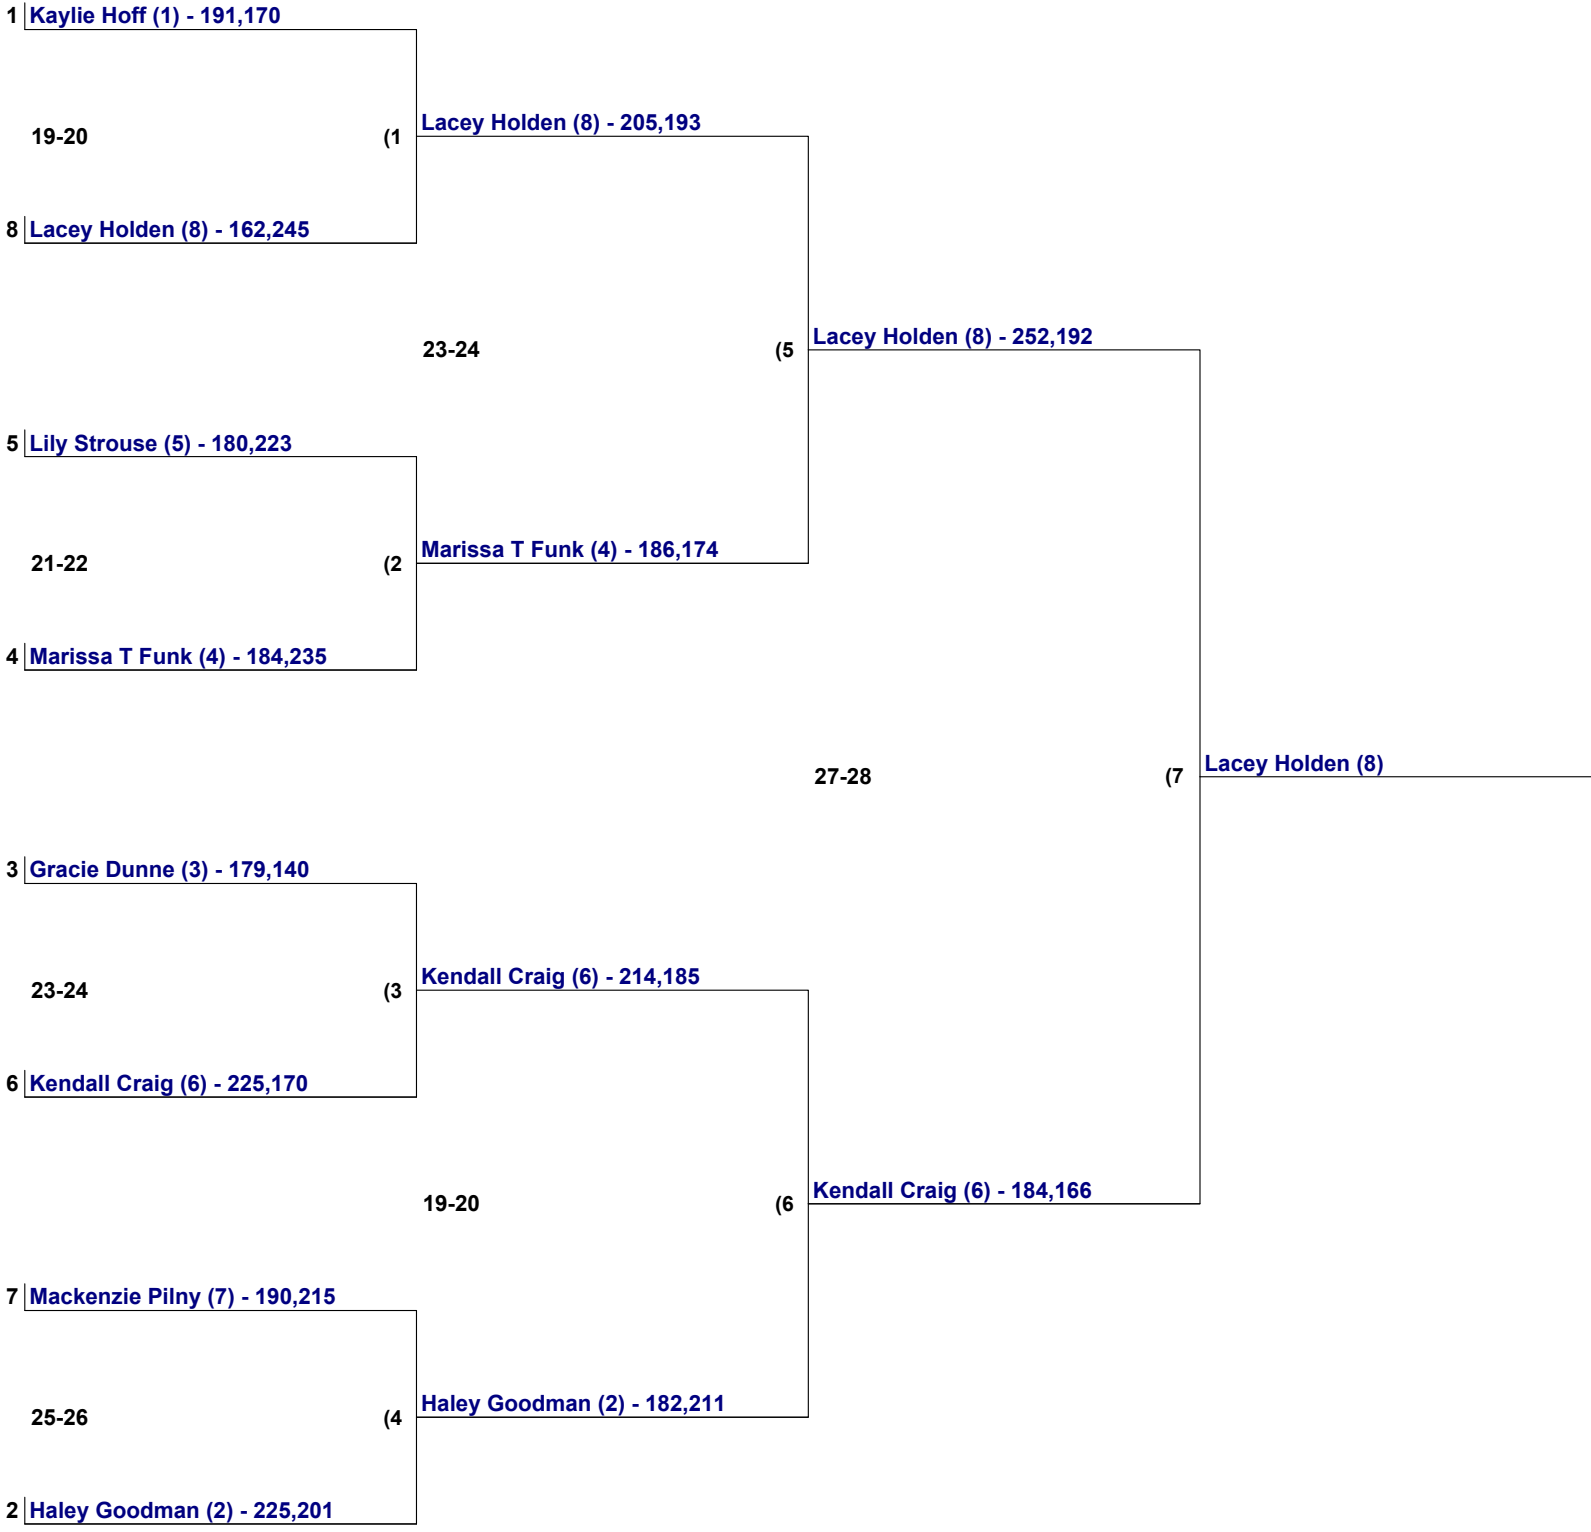 1 Kaylie Hoff (1) - 191,170
Lacey Holden (8) - 205,193
19-20 (1
8 Lacey Holden (8) - 162,245
Lacey Holden (8) - 252,192
23-24 (5
5 Lily Strouse (5) - 180,223
Marissa T Funk (4) - 186,174
21-22 (2
4 Marissa T Funk (4) - 184,235
Lacey Holden (8)
27-28 (7
3 Gracie Dunne (3) - 179,140
Kendall Craig (6) - 214,185
23-24 (3
6 Kendall Craig (6) - 225,170
Kendall Craig (6) - 184,166
19-20 (6
7 Mackenzie Pilny (7) - 190,215
Haley Goodman (2) - 182,211
25-26 (4
2 Haley Goodman (2) - 225,201